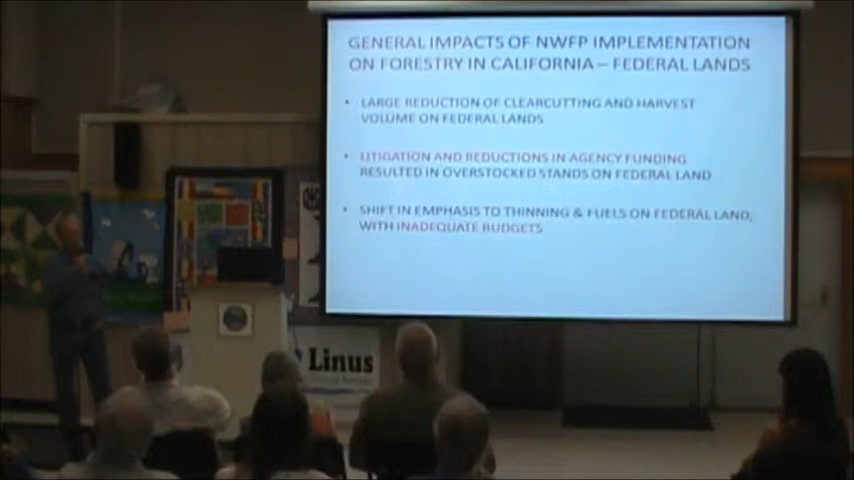 GENERAL IMPACTS OF NWFP IMPLEMENTATION
ON FORESTRY IN CALIFORNIA – FEDERAL LANDS
• LARGE REDUCTION OF CLEARCUTTING AND HARVEST
VOLUME ON FEDERAL LANDS
• LITIGATION AND REDUCTIONS IN AGENCY FUNDING
RESULTED IN OVERSTOCKED STANDS ON FEDERAL LAND
• SHIFT IN EMPHASIS TO THINNING & FUELS ON FEDERAL LAND,
WITH INADEQUATE BUDGETS
Linus